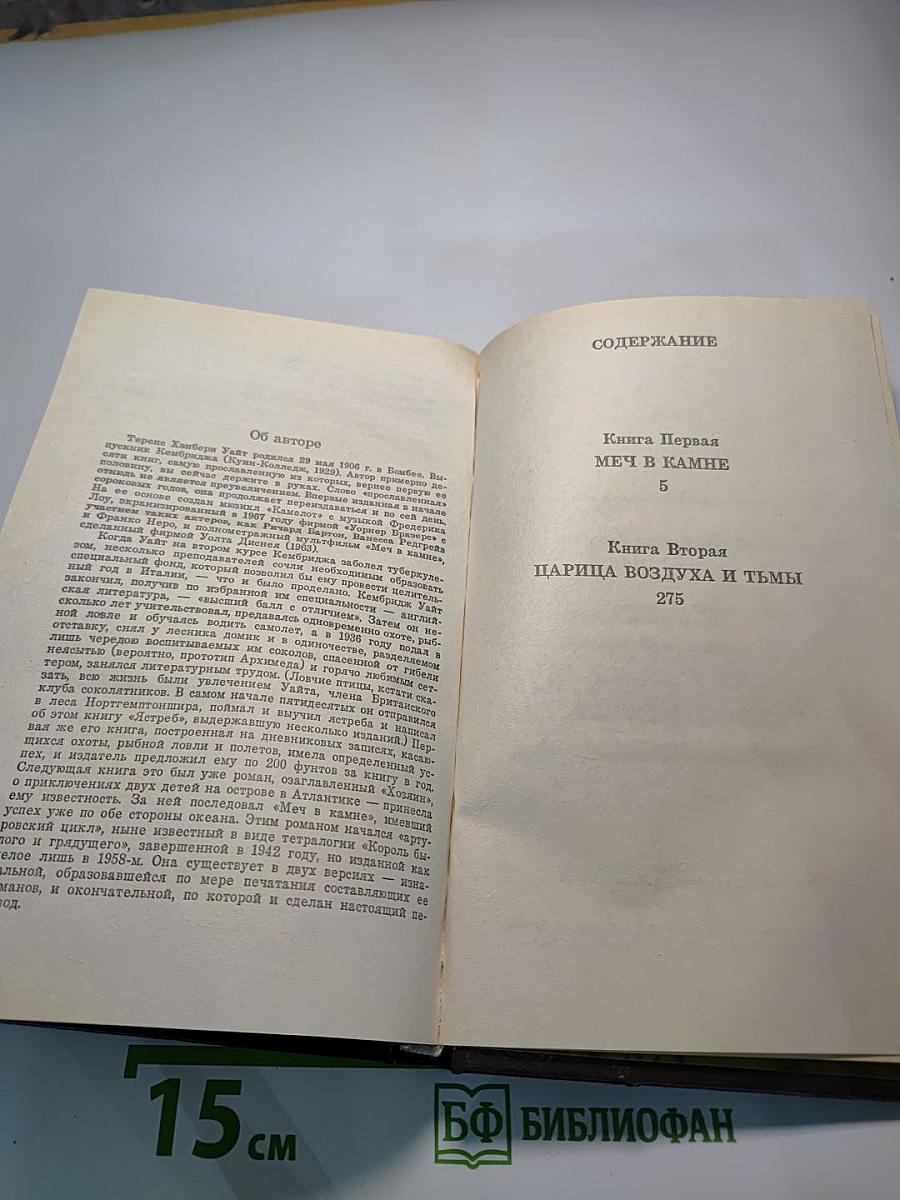 Об авторе
Теренс Хэнбери Уайт родился 29 мая 1906 г. в Бомбее. Вы-
пускник Кембриджа (Куин-Колледж, 1929). Автор примерно де-
сяти книг, самую прославленную из которых, вернее первую ее
половину, вы сейчас держите в руках. Слово «прославленная»
отнюдь не является преувеличением. Впервые изданная в начале
сороковых годов, она продолжает переиздаваться и по сей день.
На ее основе создан мюзикл «Камелот» с музыкой Фредерика
Лоу, экранизированный в 1967 году фирмой «Уорнер Бразерс» с
участием таких актеров, как Ричард Бартон, Ванесса Редгрейв
и Франко Неро, и полнометражный мультфильм «Меч в камне»,
сделанный фирмой Уолта Диснея (1963).
Когда Уайт на втором курсе Кембриджа заболел туберкуле-
зом, несколько преподавателей сочли необходимым образовать
специальный фонд, который позволил бы ему провести целитель-
ный год в Италии, — что и было проделано. Кембридж Уайт
закончил, получив по избранной им специальности — англий-
ская литература, — «высший балл с отличием». Затем он не-
сколько лет учительствовал, предаваясь одновременно охоте, рыб-
ной ловле и обучаясь водить самолет, а в 1936 году подал в
отставку, снял у лесника домик и в одиночестве, разделяемом
лишь чередою воспитываемых им соколов, спасенной от гибели
неясытью (вероятно, прототип Архимеда) и горячо любимым сет-
тером, занялся литературным трудом. (Ловчие птицы, кстати ска-
зать, всю жизнь были увлечением Уайта, члена Британского
клуба соколятников. В самом начале пятидесятых он отправился
в леса Нортгемптоншира, поймал и выучил ястреба и написал
об этом книгу «Ястреб», выдержавшую несколько изданий.) Пер-
вая же его книга, построенная на дневниковых записях, касаю-
щихся охоты, рыбной ловли и полетов, имела определенный ус-
пех, и издатель предложил ему по 200 фунтов за книгу в год.
Следующая книга это был уже роман, озаглавленный «Хозяин»,
о приключениях двух детей на острове в Атлантике — принесла
ему известность. За ней последовал «Меч в камне», имевший
успех уже по обе стороны океана. Этим романом начался «арту-
ровский цикл», ныне известный в виде тетралогии «Король бы-
лого и грядущего», завершенной в 1942 году, но изданной как
целое лишь в 1958-м. Она существует в двух версиях — изна-
альной, образовавшейся по мере печатания составляющих ее
манов, и окончательной, по которой и сделан настоящий пе-
вод.
СОДЕРЖАНИЕ
Книга Первая
МЕЧ В КАМНЕ
5
Книга Вторая
ЦАРИЦА ВОЗДУХА И ТЬМЫ
275
15 см
БФ БИБЛИОФАН